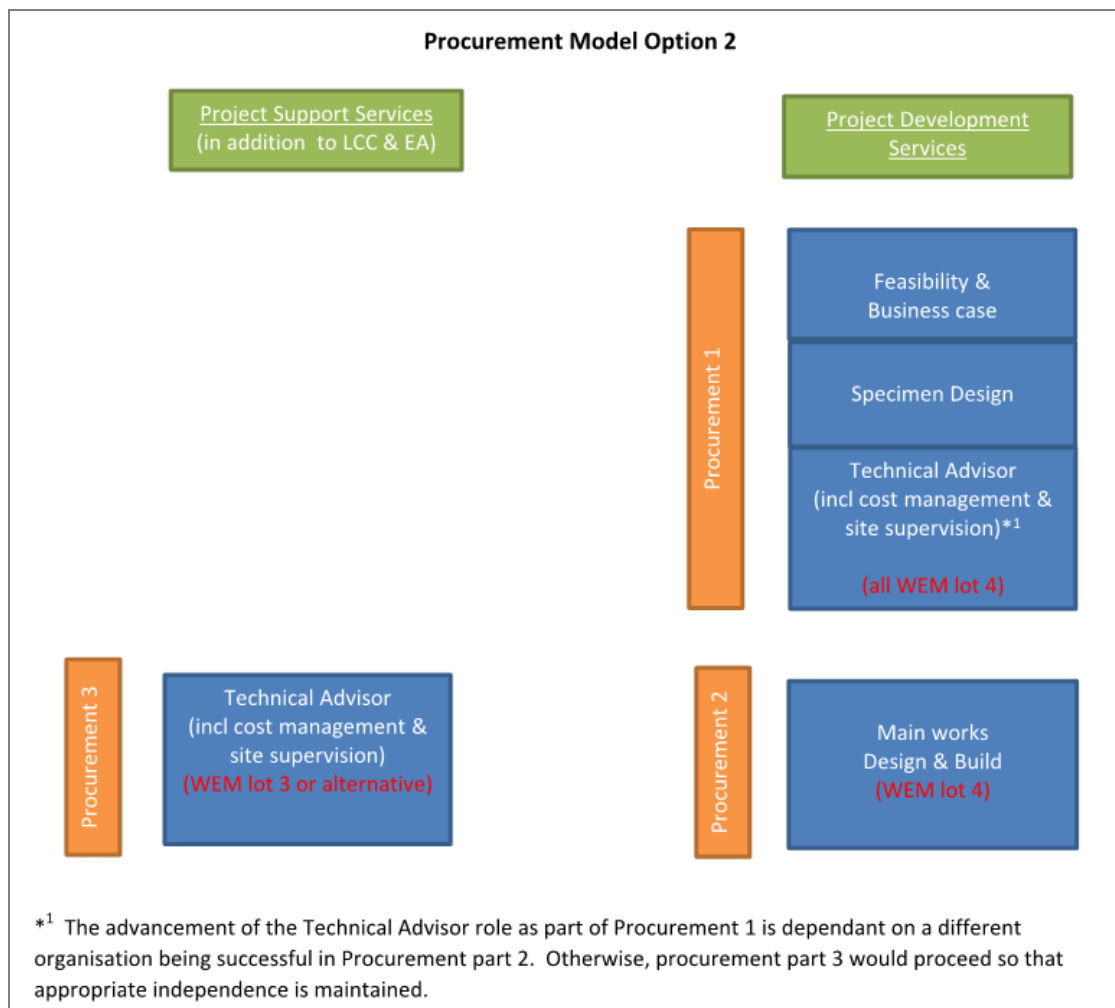 Procurement Model Option 2
Project Support Services
(in addition to LCC & EA)
Project Development
Services
Procurement 1
Feasibility &
Business case
Specimen Design
Technical Advisor
(incl cost management &
site supervision)*1
(all WEM lot 4)
Procurement 3
Technical Advisor
(incl cost management &
site supervision)
(WEM lot 3 or alternative)
Procurement 2
Main works
Design & Build
(WEM lot 4)
*1 The advancement of the Technical Advisor role as part of Procurement 1 is dependant on a different
organisation being successful in Procurement part 2. Otherwise, procurement part 3 would proceed so that
appropriate independence is maintained.